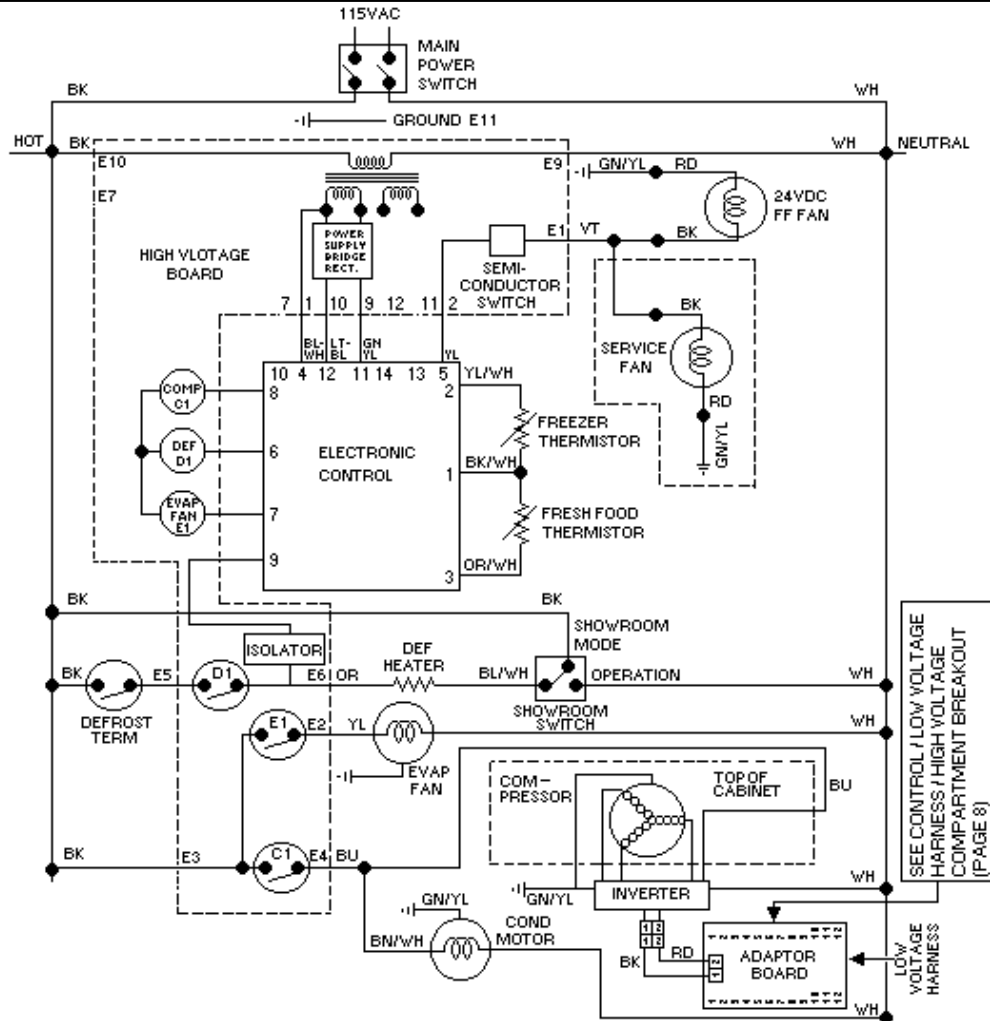 115VAC
MAIN
POWER
SWITCH
BK
WH
GROUND E11
HOT
BK
WH
NEUTRAL
E10
E9
GN/YL
RD
E7
24VDC
FF FAN
HIGH VLOTAGE
BOARD
POWER
SUPPLY
BRIDGE
RECT.
E1
VT
BK
SEMI-
CONDUCTOR
SWITCH
7 1 10 9 12 11 2
BL-
WH
LT-
BL
GN
YL
YL
BK
SERVICE
FAN
RD
GN/YL
10 4 12 11 14 13 5
COMP
C1
8
2
YL/WH
FREEZER
THERMISTOR
DEF
D1
6
ELECTRONIC
CONTROL
1
BK/WH
EVAP
FAN
E1
7
FRESH FOOD
THERMISTOR
9
3
OR/WH
BK
BK
SHOWROOM
MODE
ISOLATOR
DEF
HEATER
BK
E5
D1
E6
OR
BL/WH
OPERATION
WH
DEFROST
TERM
SHOWROOM
SWITCH
E1
E2
YL
WH
EVAP
FAN
COM-
PRESSOR
TOP OF
CABINET
BU
BK
E3
C1
E4
BU
GN/YL
INVERTER
WH
GN/YL
COND
MOTOR
BN/WH
1 2
1 2
BK
RD
2
1
ADAPTOR
BOARD
LOW
VOLTAGE
HARNESS
WH
SEE CONTROL / LOW VOLTAGE
HARNESS / HIGH VOLTAGE
COMPARTMENT BREAKOUT
(PAGE 8)